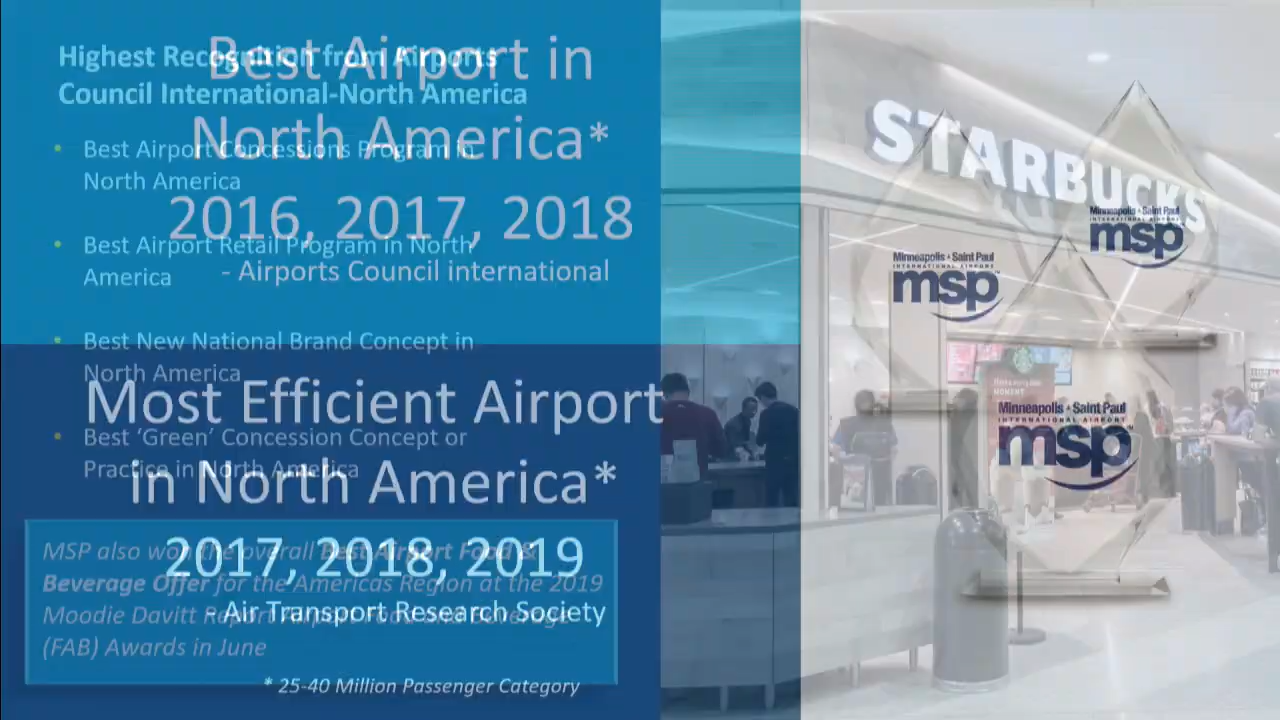 Highest Recognition from Airports
Council International-North America
• Best Airport Concessions Program in
North America
• Best Airport Retail Program in North
America
• Best New National Brand Concept in
North America
• Best ‘Green’ Concession Concept or
Practice in North America
MSP also won the overall Best Airport Food &
Beverage Offer for the Americas Region at the 2019
Moodie Davitt Report Airport Food and Beverage
(FAB) Awards in June
Best Airport in
North America*
2016, 2017, 2018
- Airports Council international
Most Efficient Airport
in North America*
2017, 2018, 2019
- Air Transport Research Society
* 25-40 Million Passenger Category
STARBUCKS
Minneapolis - Saint Paul
INTERNATIONAL AIRPORT
msp
Minneapolis - Saint Paul
INTERNATIONAL AIRPORT
msp
Minneapolis - Saint Paul
INTERNATIONAL AIRPORT
msp™